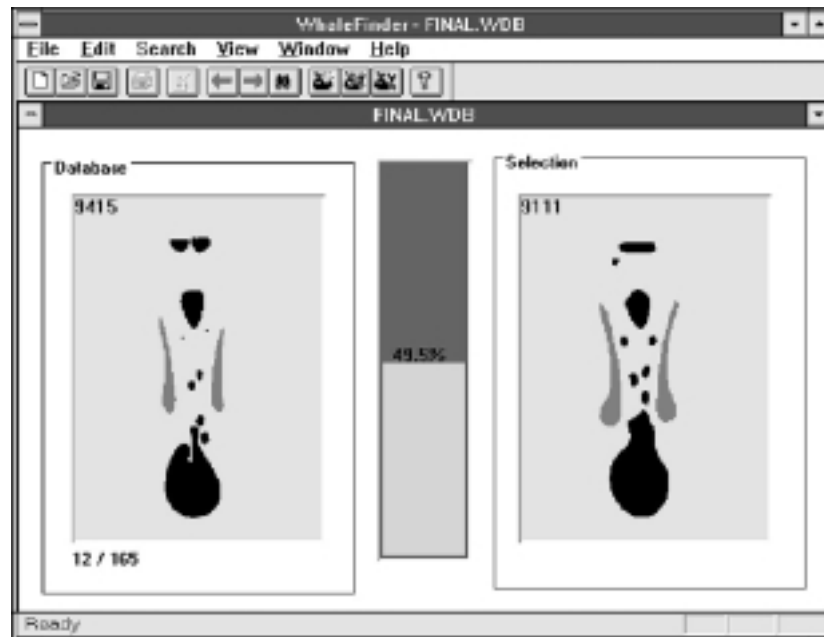 WhaleFinder - FINAL.WDB
File Edit Search View Window Help
FINAL.WDB
Database
Selection
9415
9111
49.5%
12 / 165
Ready